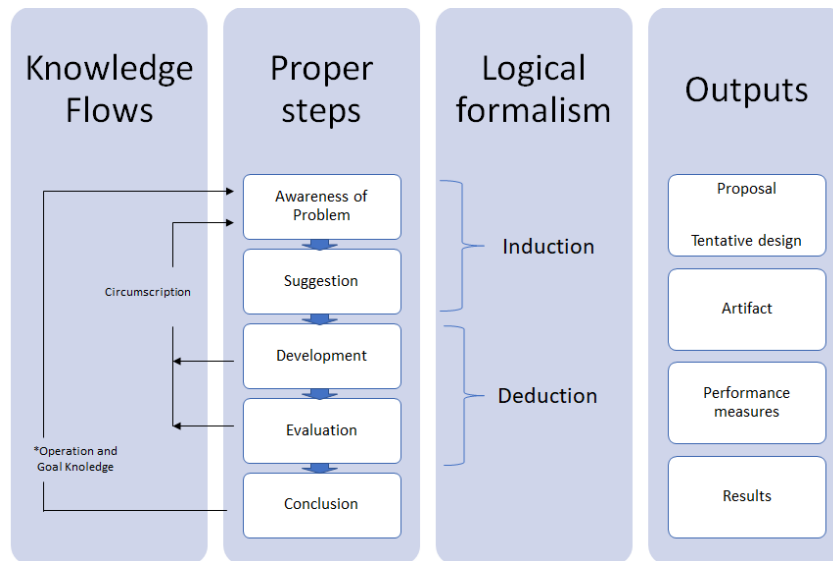 Knowledge
Flows
Circumscription
*Operation and
Goal Knoledge
Proper
steps
Awareness of
Problem
Suggestion
Development
Evaluation
Conclusion
Logical
formalism
Induction
Deduction
Outputs
Proposal
Tentative design
Artifact
Performance
measures
Results